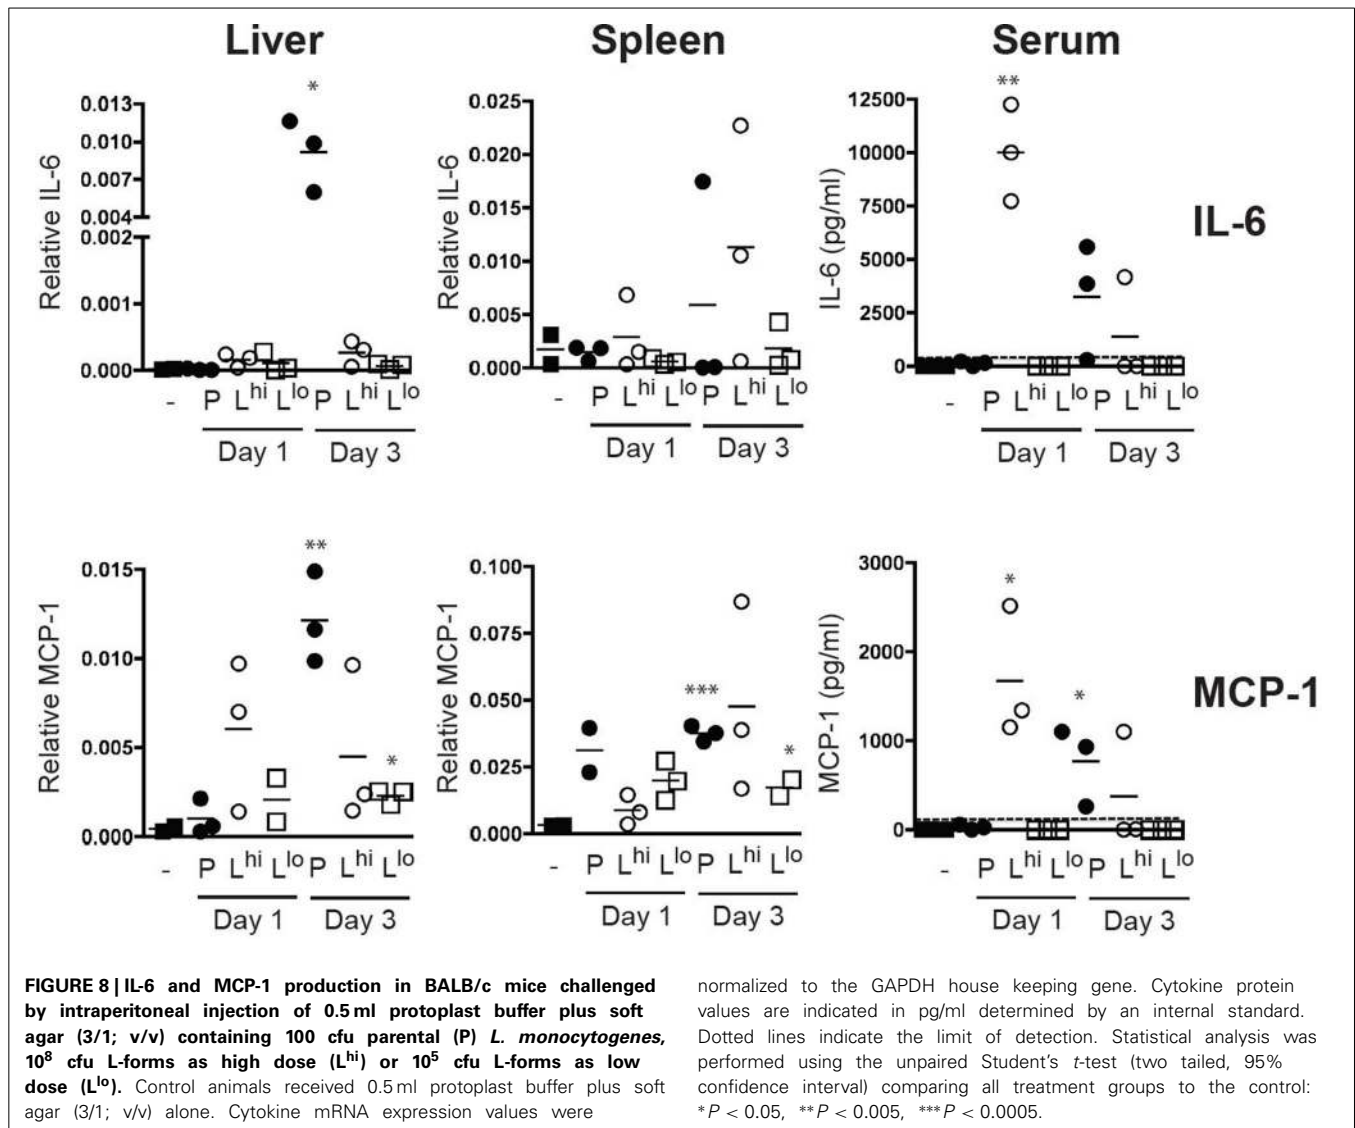 Liver
Spleen
Serum
*
0.013
0.010
0.007
0.004
0.002
0.001
0.000
Relative IL-6
- P Lhi Llo P Lhi Llo
Day 1 Day 3
0.025
0.020
0.015
0.010
0.005
0.000
Relative IL-6
- P Lhi Llo P Lhi Llo
Day 1 Day 3
**
12500
10000
7500
5000
2500
0
IL-6 (pg/ml)
- P Lhi Llo P Lhi Llo
Day 1 Day 3
IL-6
**
*
0.015
0.010
0.005
0.000
Relative MCP-1
- P Lhi Llo P Lhi Llo
Day 1 Day 3
***
*
0.100
0.075
0.050
0.025
0.000
Relative MCP-1
- P Lhi Llo P Lhi Llo
Day 1 Day 3
*
*
3000
2000
1000
0
MCP-1 (pg/ml)
- P Lhi Llo P Lhi Llo
Day 1 Day 3
MCP-1
FIGURE 8 | IL-6 and MCP-1 production in BALB/c mice challenged
by intraperitoneal injection of 0.5 ml protoplast buffer plus soft
agar (3/1; v/v) containing 100 cfu parental (P) L. monocytogenes,
10⁸ cfu L-forms as high dose (Lhi) or 10⁵ cfu L-forms as low
dose (Llo). Control animals received 0.5 ml protoplast buffer plus soft
agar (3/1; v/v) alone. Cytokine mRNA expression values were
normalized to the GAPDH house keeping gene. Cytokine protein
values are indicated in pg/ml determined by an internal standard.
Dotted lines indicate the limit of detection. Statistical analysis was
performed using the unpaired Student's t-test (two tailed, 95%
confidence interval) comparing all treatment groups to the control:
*P < 0.05, **P < 0.005, ***P < 0.0005.